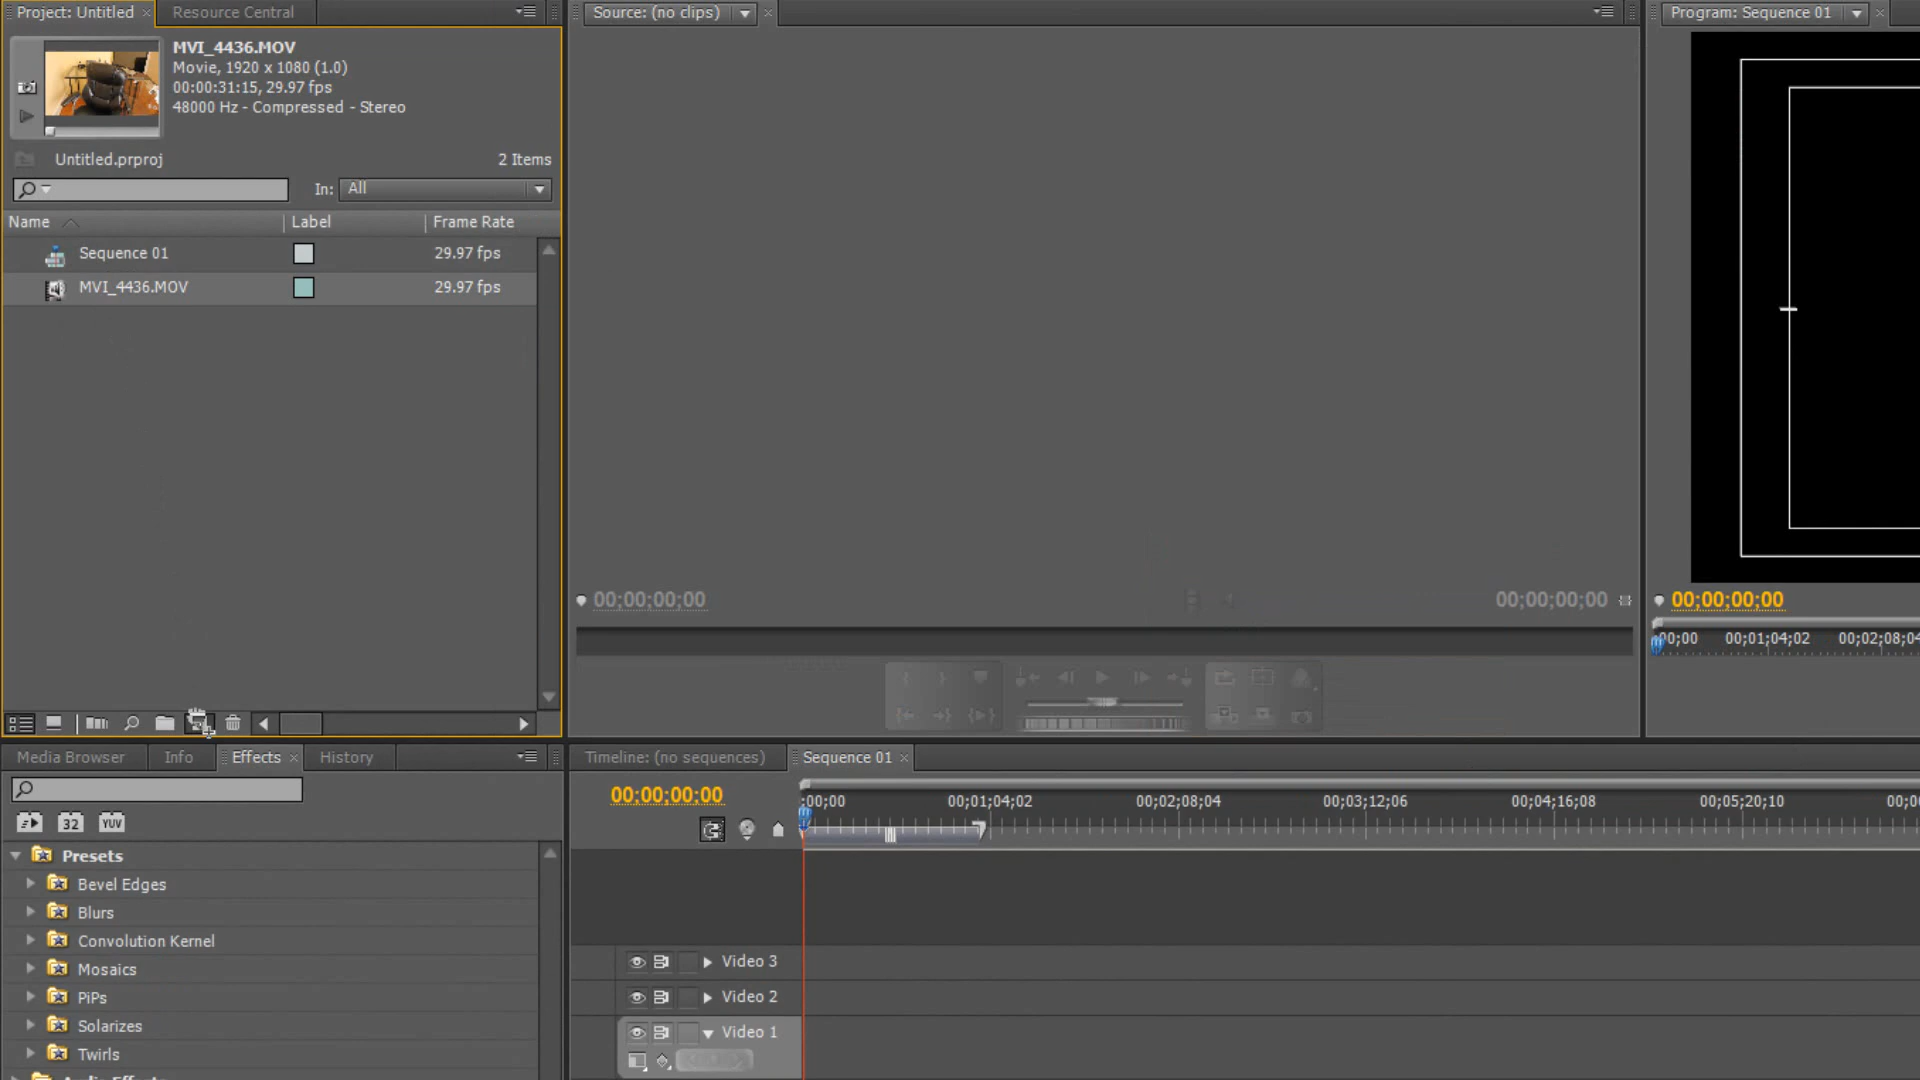 Project: Untitled
Resource Central
Source: (no clips)
Program: Sequence 01
MVI_4436.MOV
Movie, 1920 x 1080 (1.0)
00:00:31:15, 29.97 fps
48000 Hz - Compressed - Stereo
Untitled.prproj
2 Items
In: All
Name
Label
Frame Rate
Sequence 01
29.97 fps
MVI_4436.MOV
29.97 fps
00;00;00;00
00;00;00;00
00;00;00;00
00;00
00;01;04;02
00;02;08;04
Media Browser
Info
Effects
History
32
YUV
Presets
Bevel Edges
Blurs
Convolution Kernel
Mosaics
PiPs
Solarizes
Twirls
Timeline: (no sequences)
Sequence 01
00;00;00;00
;00;00
00;01;04;02
00;02;08;04
00;03;12;06
00;04;16;08
00;05;20;10
00;0
Video 3
Video 2
Video 1